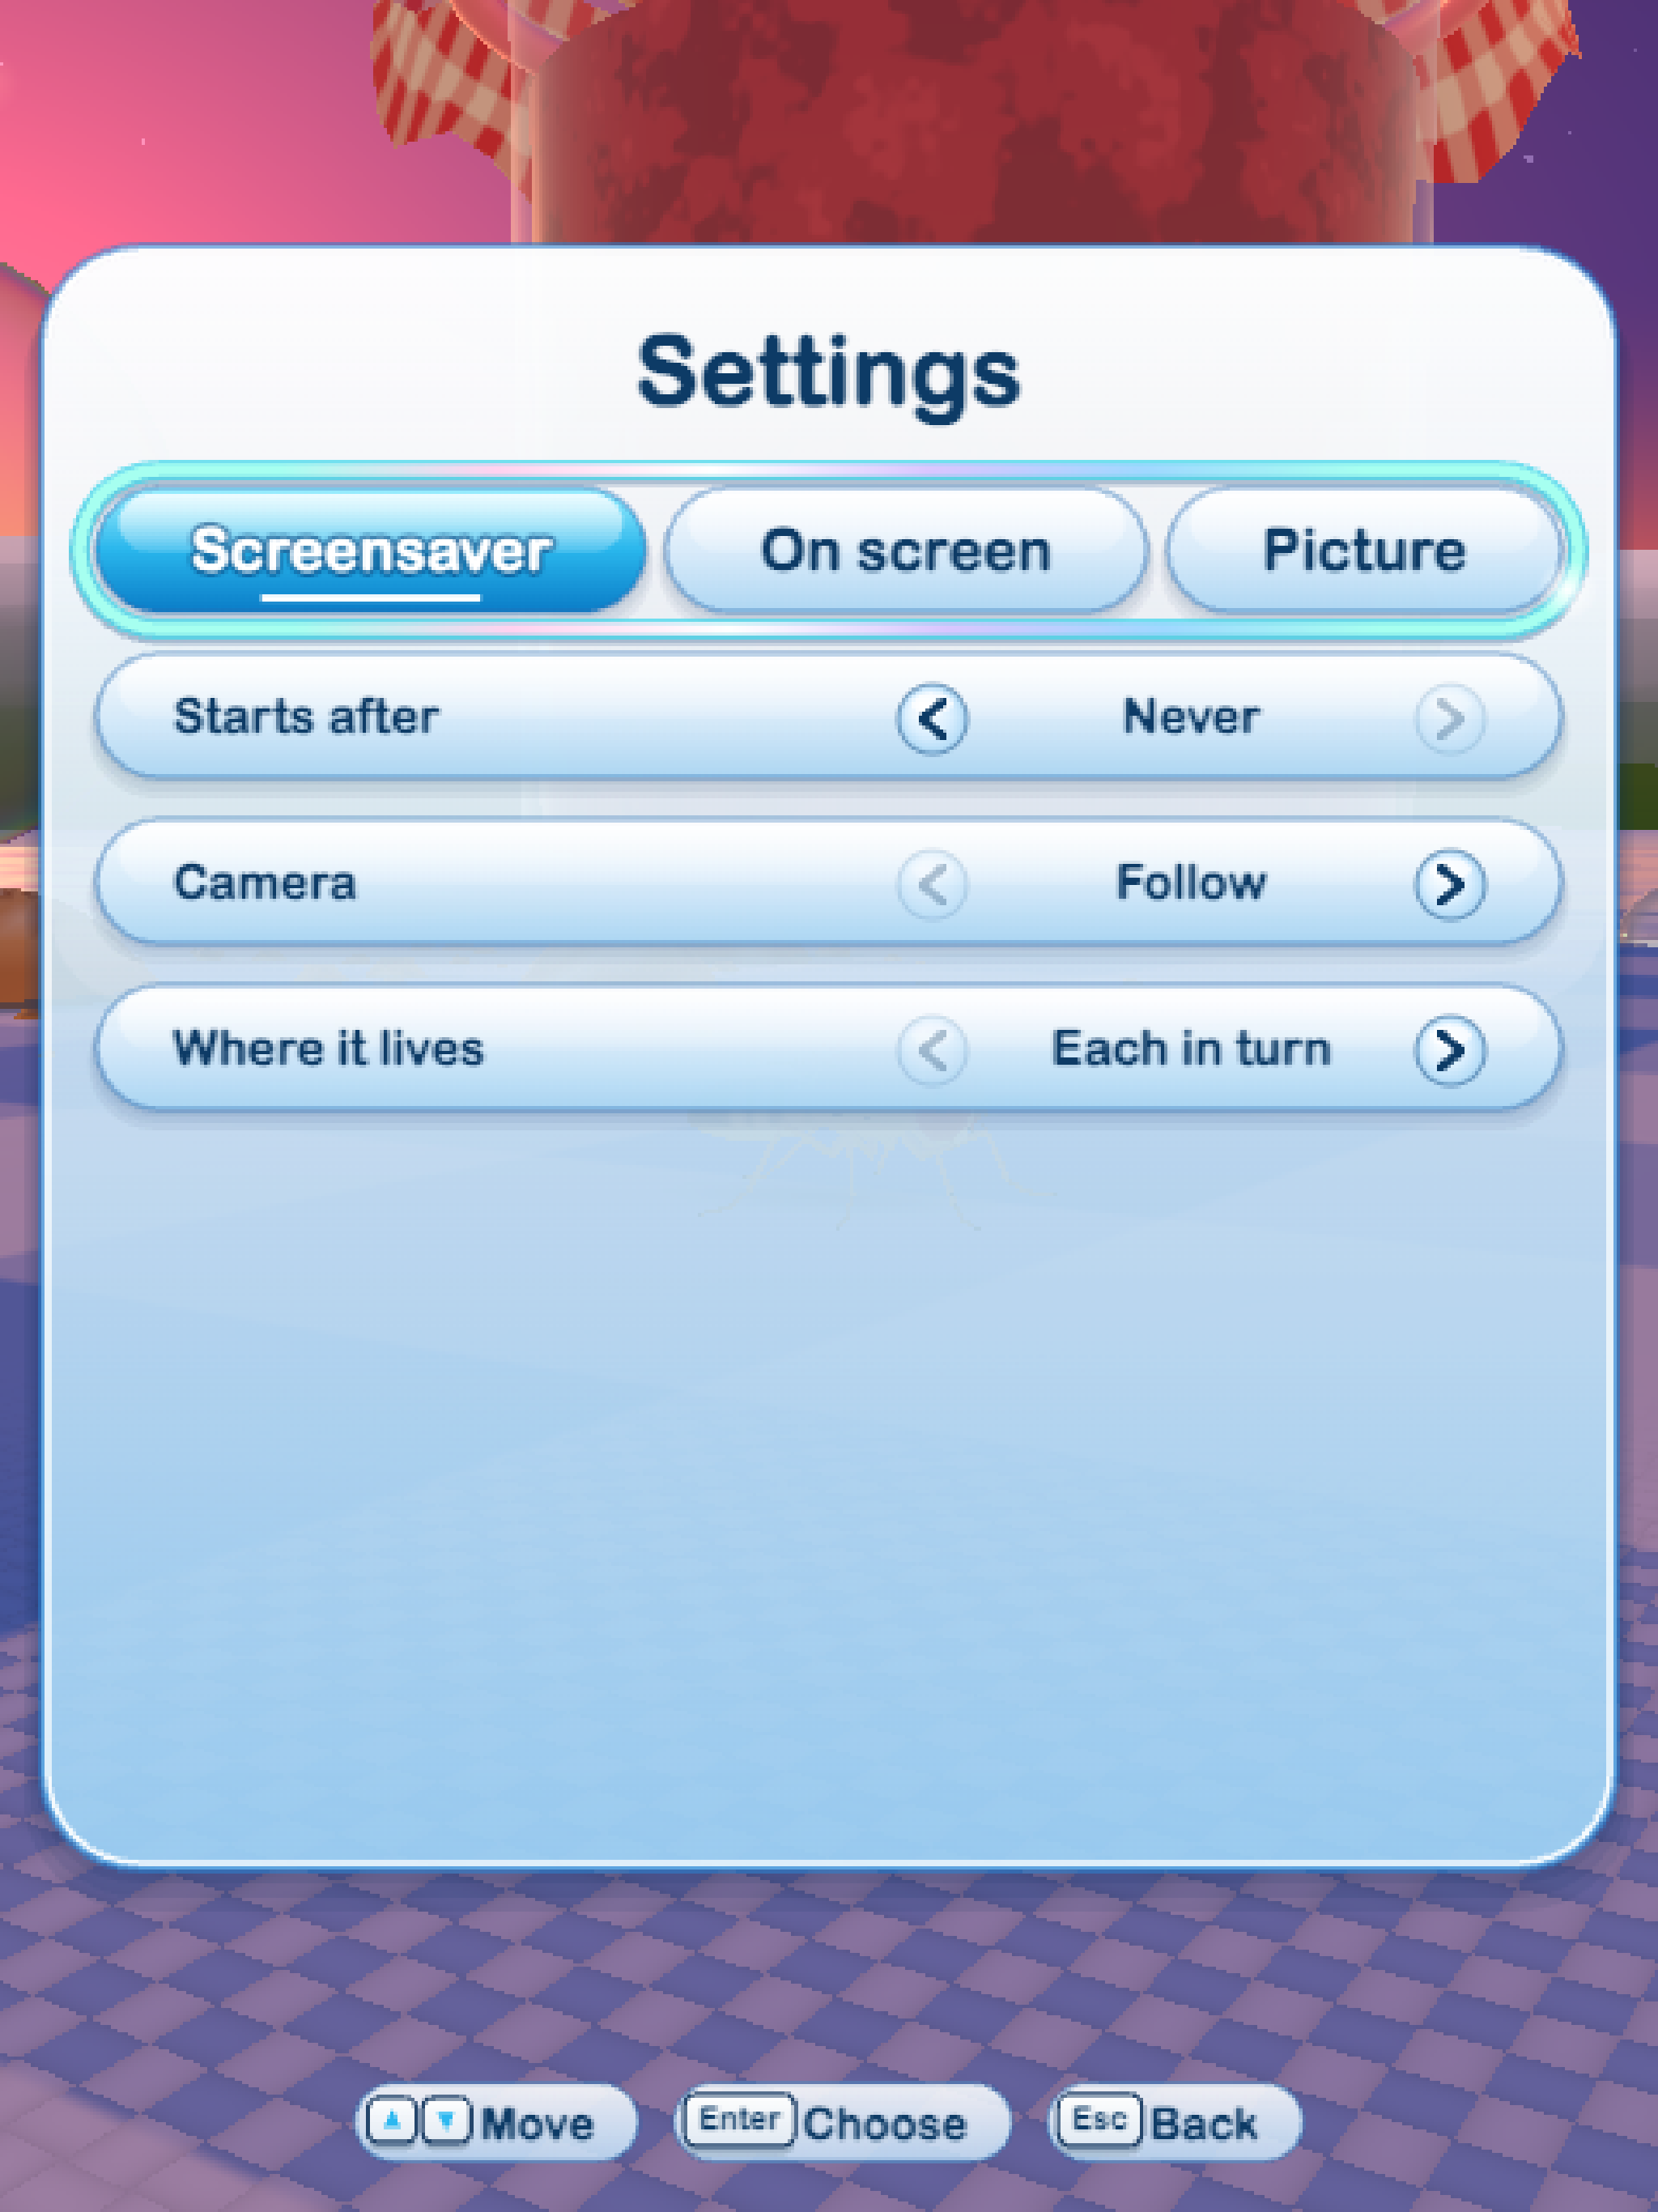 Settings
Screensaver On screen Picture
Starts after < Never >
Camera < Follow >
Where it lives < Each in turn >
▲ ▼ Move Enter Choose Esc Back